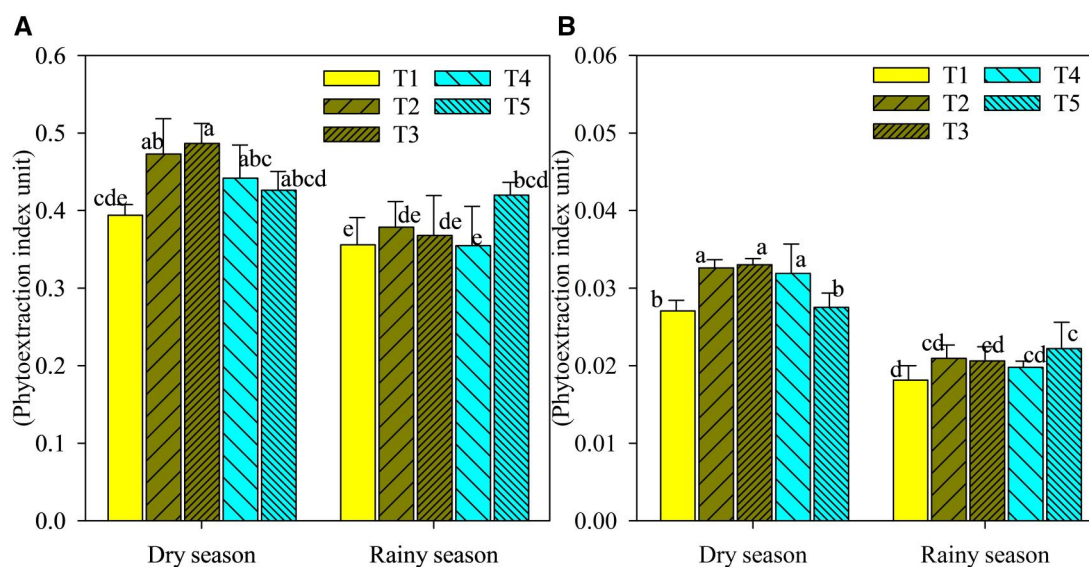 A
(Phytoextraction index unit)
0.6
0.5
0.4
0.3
0.2
0.1
0.0
T1 T4
T2 T5
T3
cde ab a abc abcd
e de de e bcd
Dry season Rainy season
B
(Phytoextraction index unit)
0.06
0.05
0.04
0.03
0.02
0.01
0.00
T1 T4
T2 T5
T3
b a a a b
d cd cd cd c
Dry season Rainy season